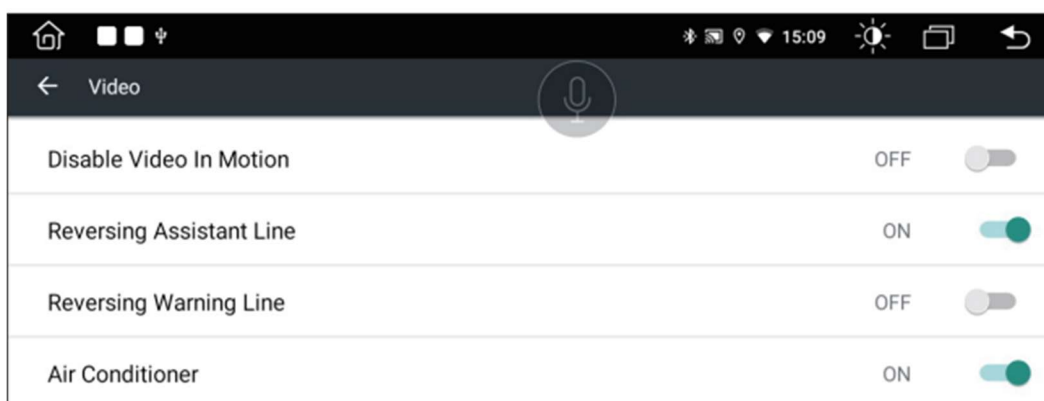 15:09
Video
Disable Video In Motion OFF
Reversing Assistant Line ON
Reversing Warning Line OFF
Air Conditioner ON